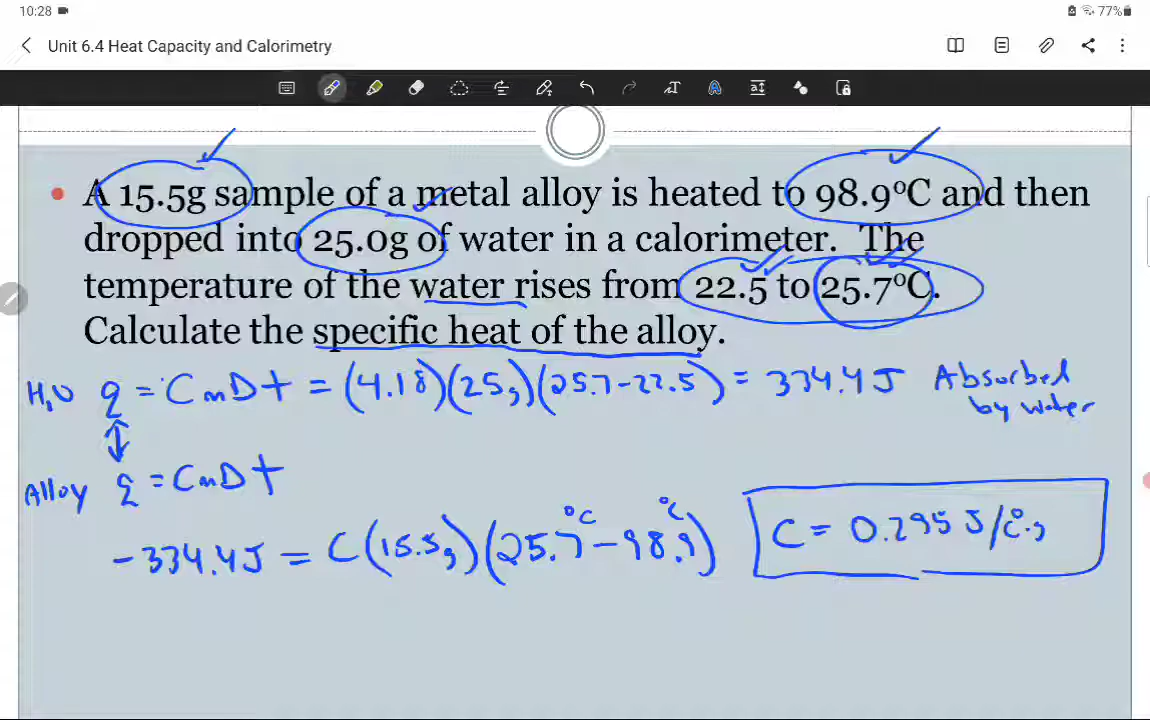 10:28
77%
Unit 6.4 Heat Capacity and Calorimetry
A 15.5g sample of a metal alloy is heated to 98.9°C and then
dropped into 25.0g of water in a calorimeter. The
temperature of the water rises from 22.5 to 25.7°C.
Calculate the specific heat of the alloy.
H₂O q = CmDt = (4.18)(25g)(25.7-22.5) = 334.4J Absorbed
by water
Alloy q = CmDt
-334.4J = C(15.5g)(25.7°C - 98.9°C) C = 0.295 J/°C·g